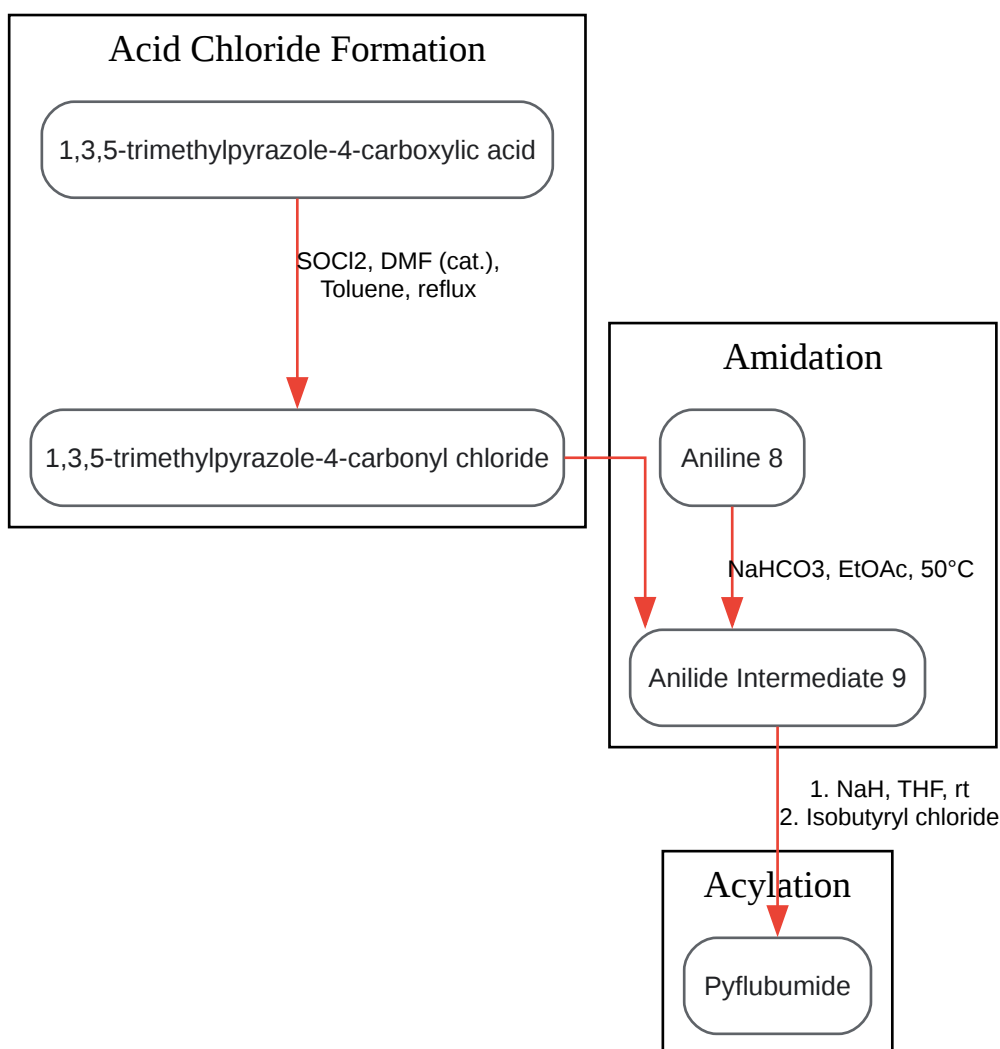 Acid Chloride Formation
1,3,5-trimethylpyrazole-4-carboxylic acid
SOCl2, DMF (cat.),
Toluene, reflux
1,3,5-trimethylpyrazole-4-carbonyl chloride
Amidation
Aniline 8
NaHCO3, EtOAc, 50°C
Anilide Intermediate 9
1. NaH, THF, rt
2. Isobutyryl chloride
Acylation
Pyflubumide